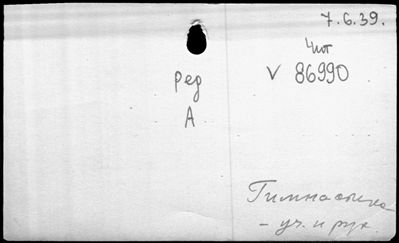 7.6.39.
Чит
V 86990
Ред
А
Гимнастика
– уч. и рук.